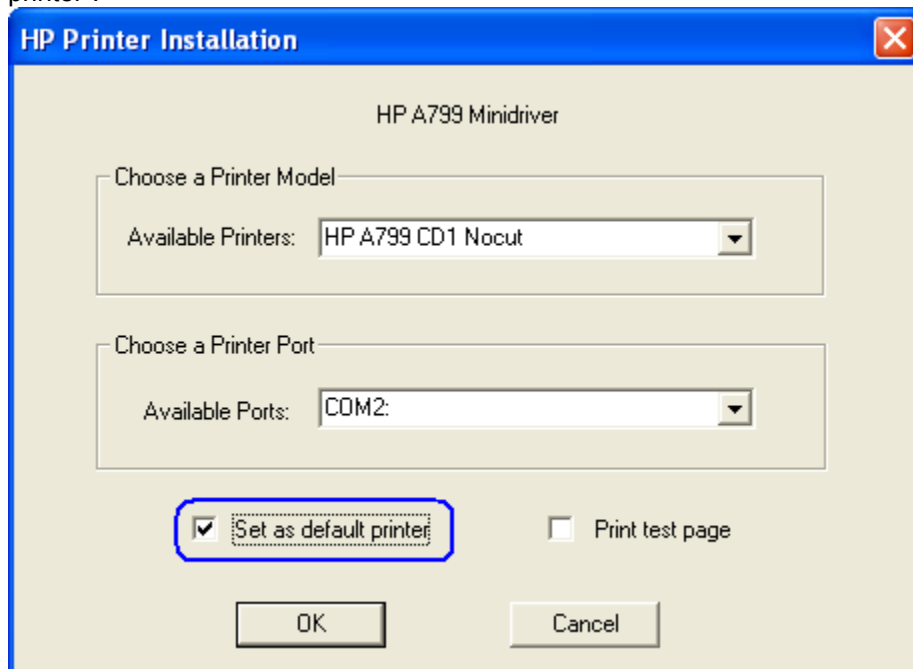 printer".
HP Printer Installation
HP A799 Minidriver
Choose a Printer Model
Available Printers: HP A799 CD1 Nocut
Choose a Printer Port
Available Ports: COM2:
Set as default printer Print test page
OK Cancel